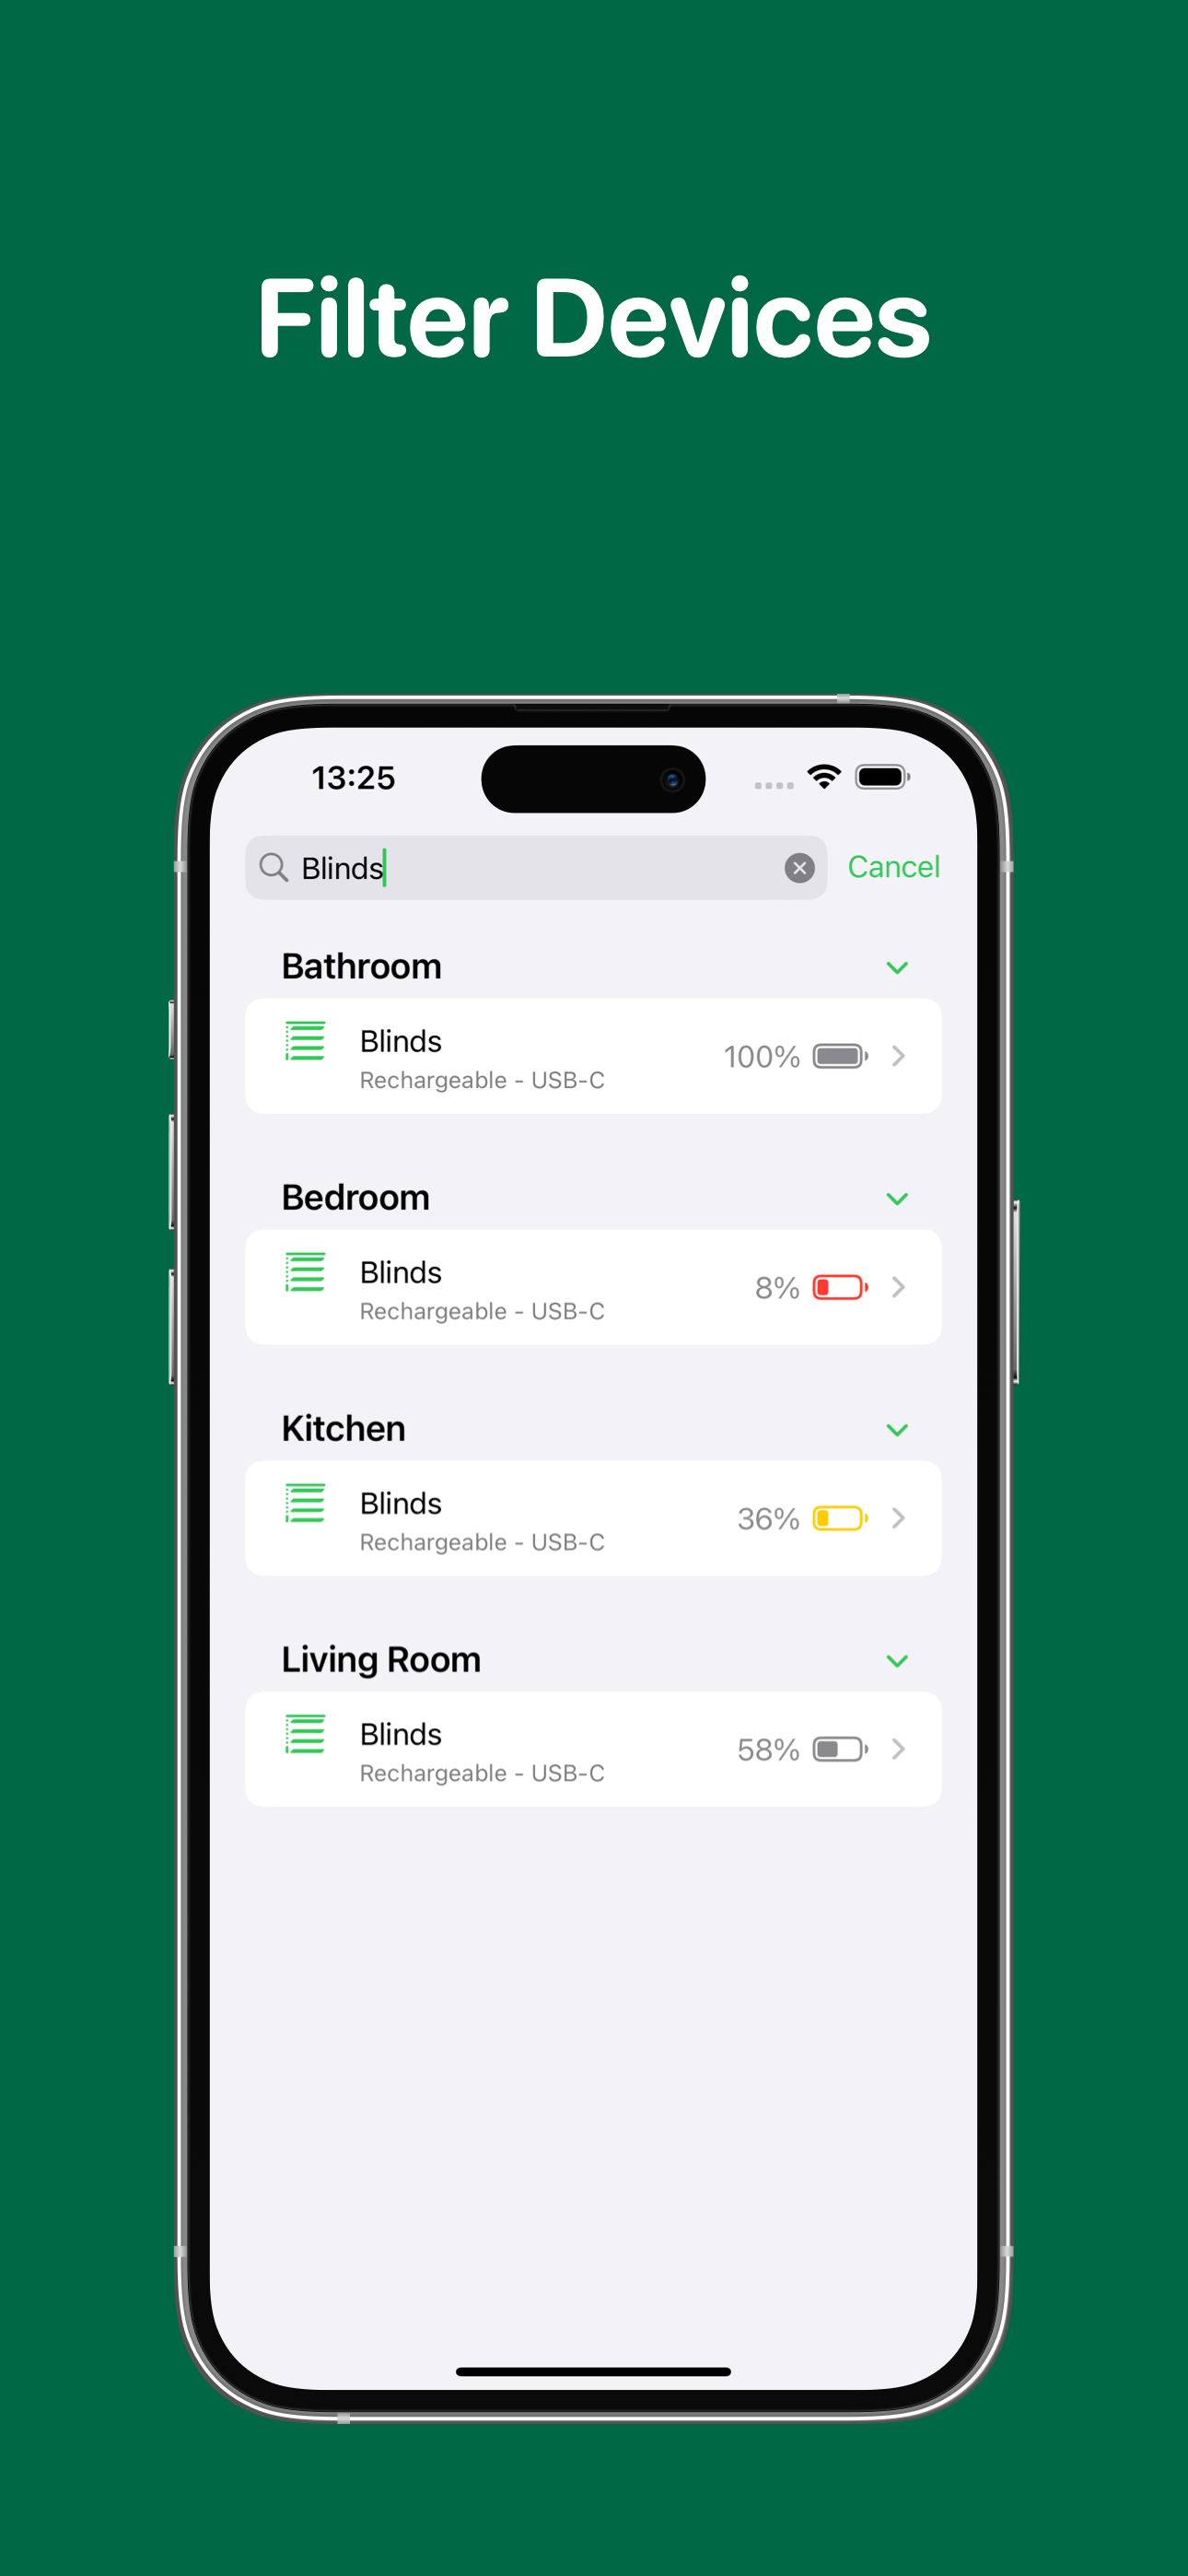 Filter Devices
13:25
Blinds
Cancel
Bathroom
Blinds
Rechargeable - USB-C
100%
Bedroom
Blinds
Rechargeable - USB-C
8%
Kitchen
Blinds
Rechargeable - USB-C
36%
Living Room
Blinds
Rechargeable - USB-C
58%